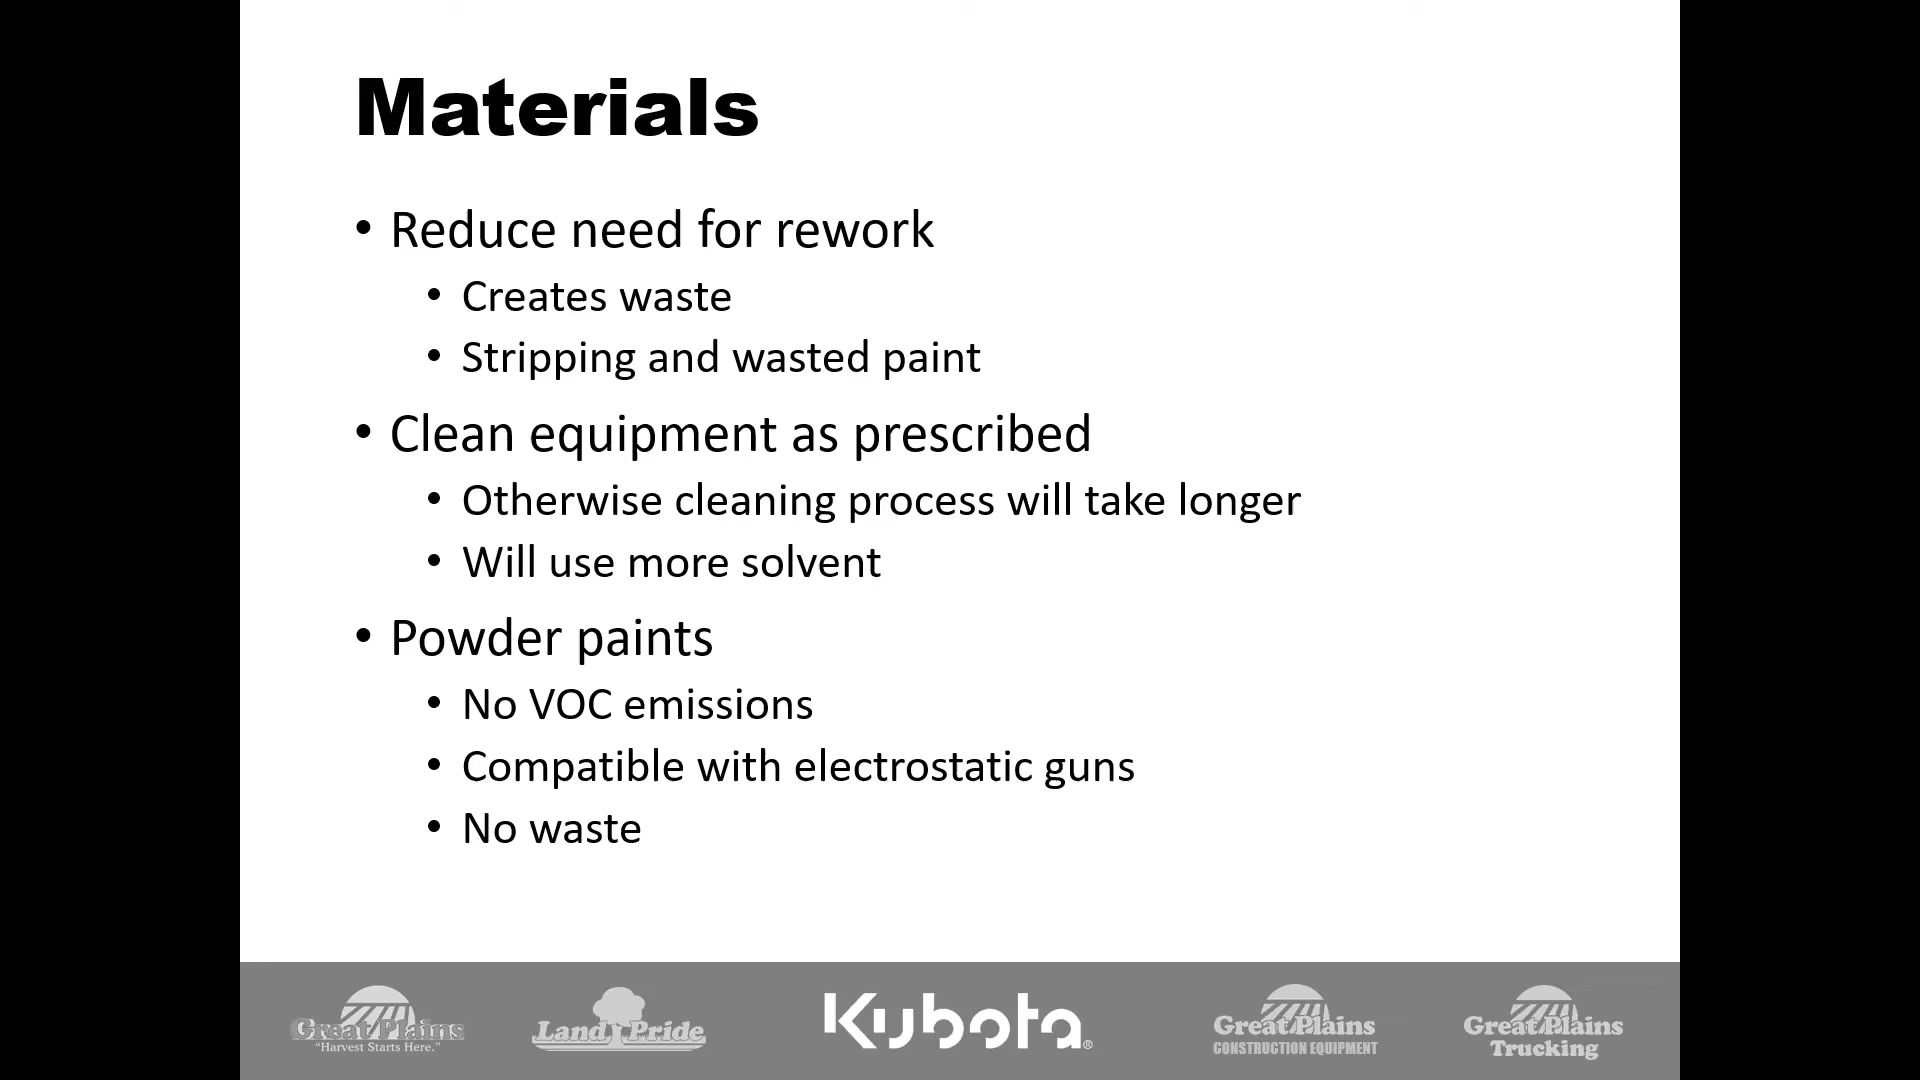 Materials
• Reduce need for rework
• Creates waste
• Stripping and wasted paint
• Clean equipment as prescribed
• Otherwise cleaning process will take longer
• Will use more solvent
• Powder paints
• No VOC emissions
• Compatible with electrostatic guns
• No waste
Great Plains
“Harvest Starts Here.”
Land Pride
Kubota®
Great Plains
CONSTRUCTION EQUIPMENT
Great Plains
Trucking